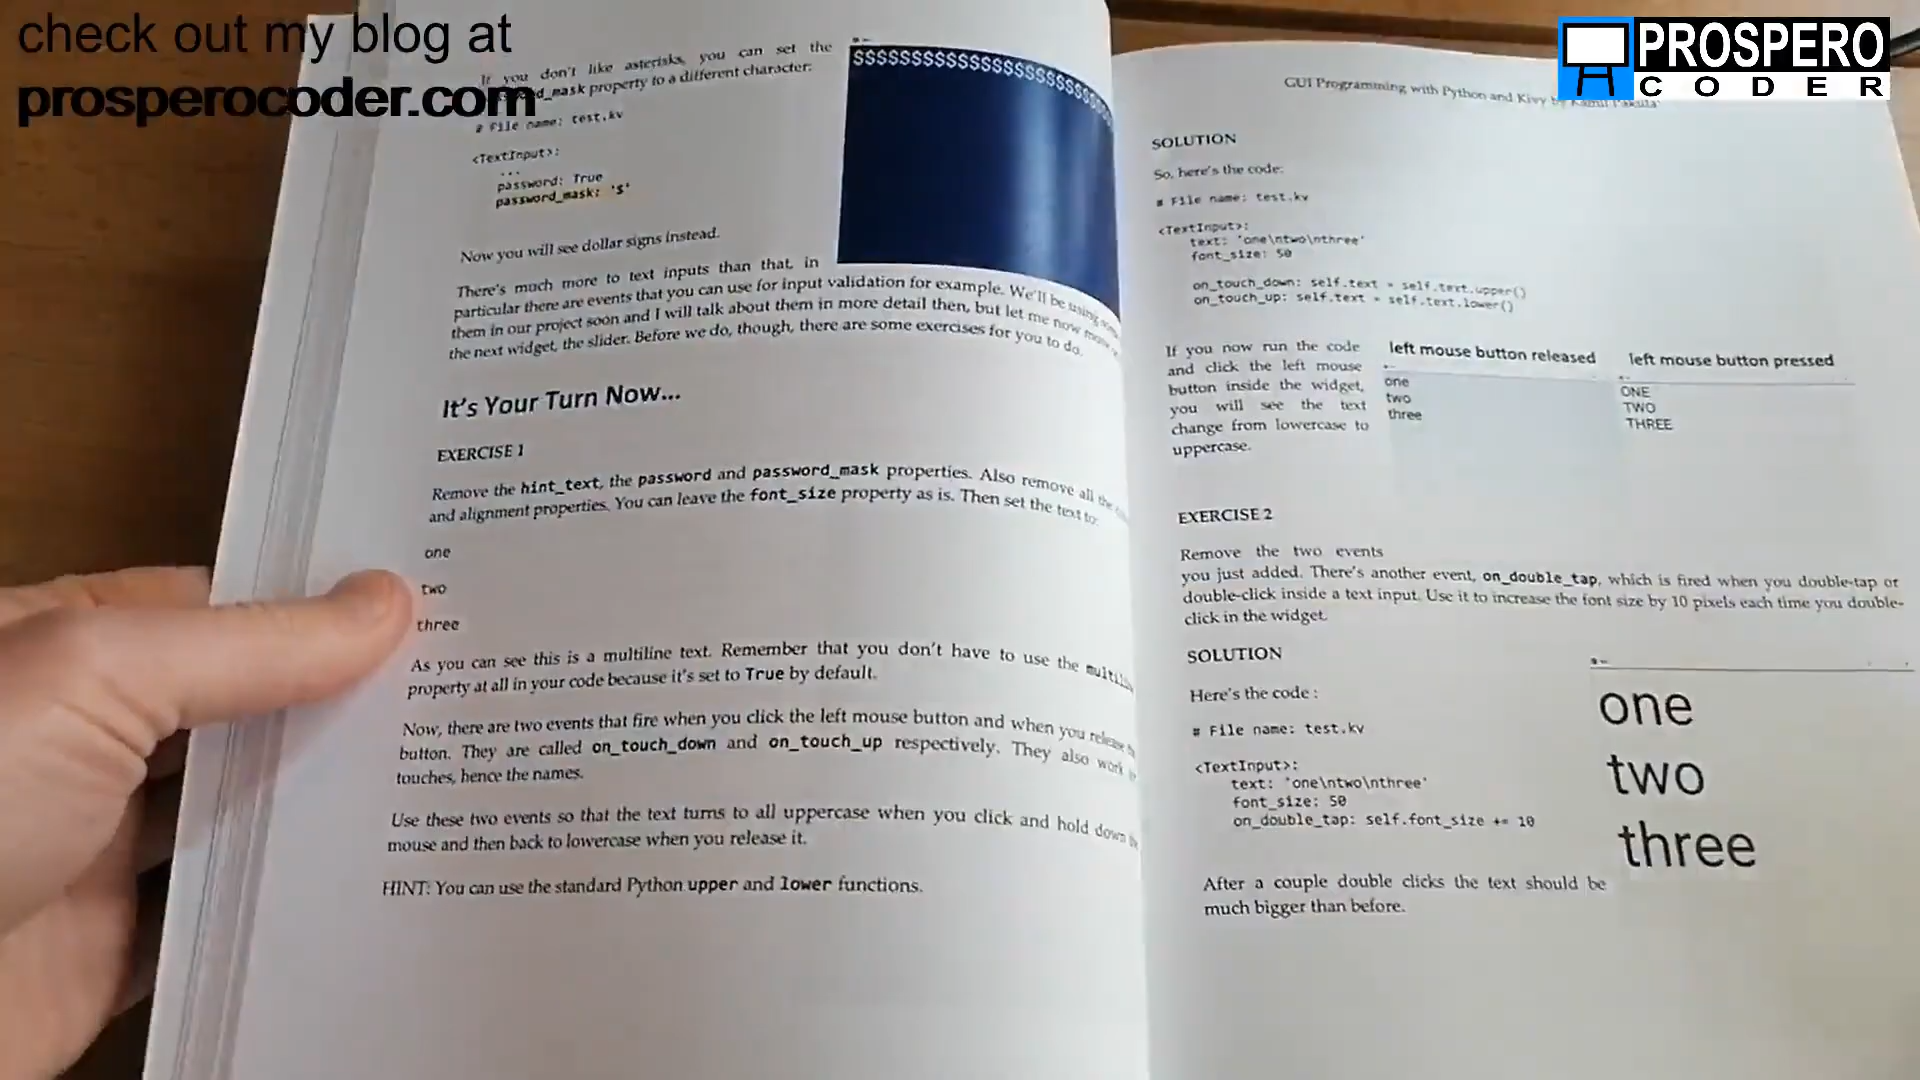 check out my blog at
prosperocoder.com
PROSPERO
CODER
If you don't like asterisks, you can set the
property to a different character:
# File name: test.kv
<TextInput>:
...
password: True
password_mask: '$'
$$$$$$$$$$$$$$$$$$$$$$$$$$
Now you will see dollar signs instead.
There's much more to text inputs than that, in
particular there are events that you can use for input validation for example. We'll be using some
them in our project soon and I will talk about them in more detail then, but let me now move
the next widget, the slider. Before we do, though, there are some exercises for you to do.
It's Your Turn Now...
EXERCISE 1
Remove the hint_text, the password and password_mask properties. Also remove all the
and alignment properties. You can leave the font_size property as is. Then set the text to:
one
two
three
As you can see this is a multiline text. Remember that you don't have to use the
property at all in your code because it's set to True by default.
Now, there are two events that fire when you click the left mouse button and when you release
button. They are called on_touch_down and on_touch_up respectively. They also work
touches, hence the names.
Use these two events so that the text turns to all uppercase when you click and hold down
mouse and then back to lowercase when you release it.
HINT: You can use the standard Python upper and lower functions.
GUI Programming with Python and Kivy by Kamil Pakula
SOLUTION
So, here's the code:
# File name: test.kv
<TextInput>:
text: 'one\ntwo\nthree'
font_size: 50
on_touch_down: self.text = self.text.upper()
on_touch_up: self.text = self.text.lower()
If you now run the code
and click the left mouse
button inside the widget,
you will see the text
change from lowercase to
uppercase.
left mouse button released
one
two
three
left mouse button pressed
ONE
TWO
THREE
EXERCISE 2
Remove the two events
you just added. There's another event, on_double_tap, which is fired when you double-tap or
double-click inside a text input. Use it to increase the font size by 10 pixels each time you double-
click in the widget.
SOLUTION
Here's the code :
# File name: test.kv
<TextInput>:
text: 'one\ntwo\nthree'
font_size: 50
on_double_tap: self.font_size += 10
one
two
three
After a couple double clicks the text should be
much bigger than before.